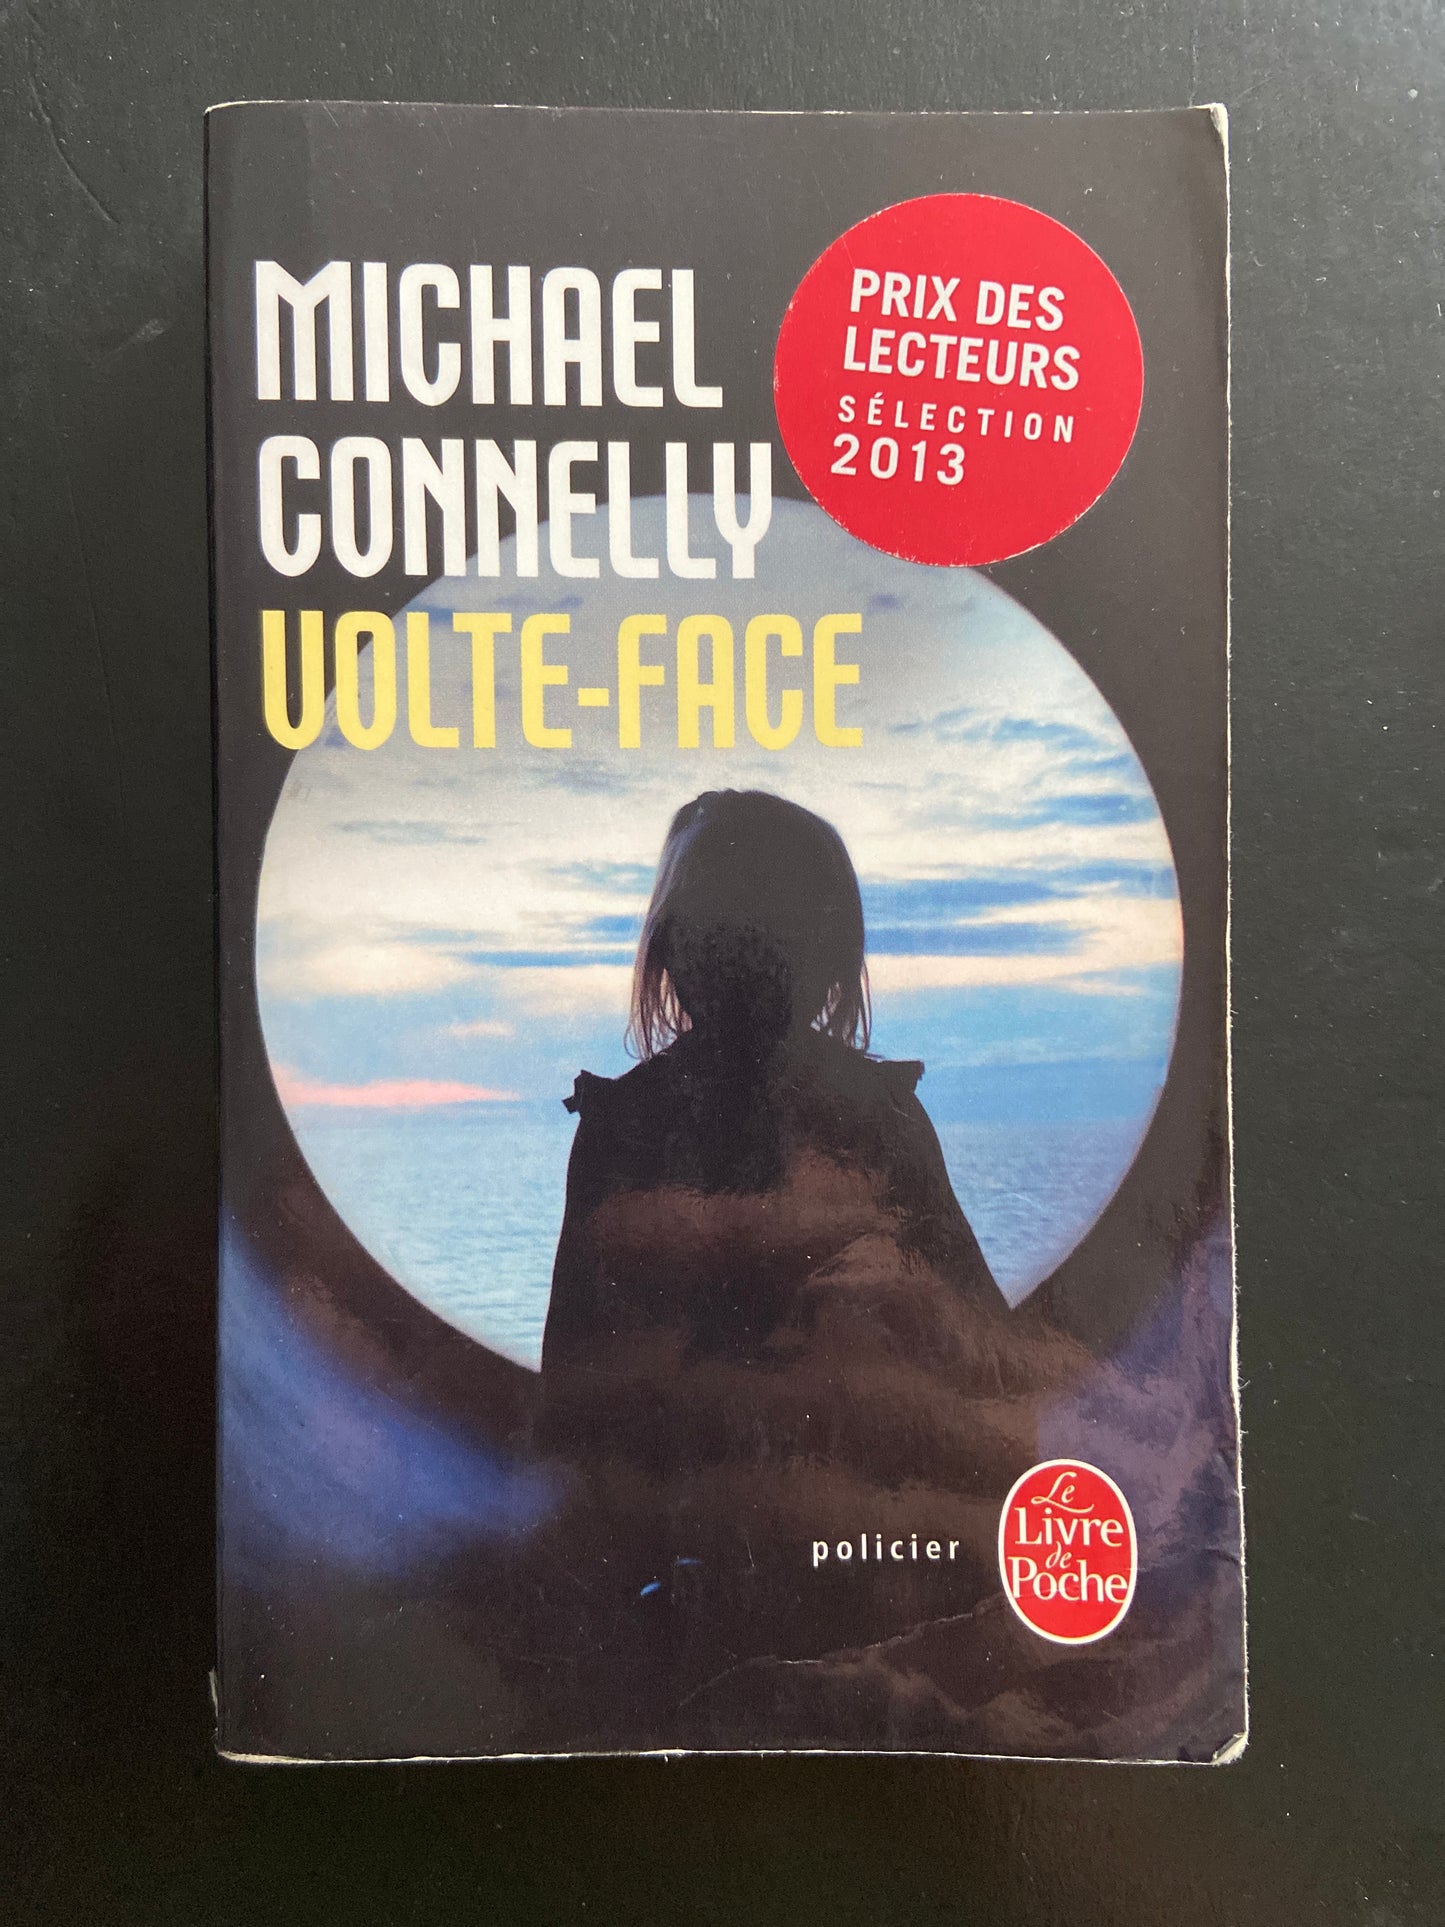 MICHAEL
CONNELLY
VOLTE-FACE
PRIX DES
LECTEURS
SÉLECTION
2013
policier
Le
Livre
de
Poche